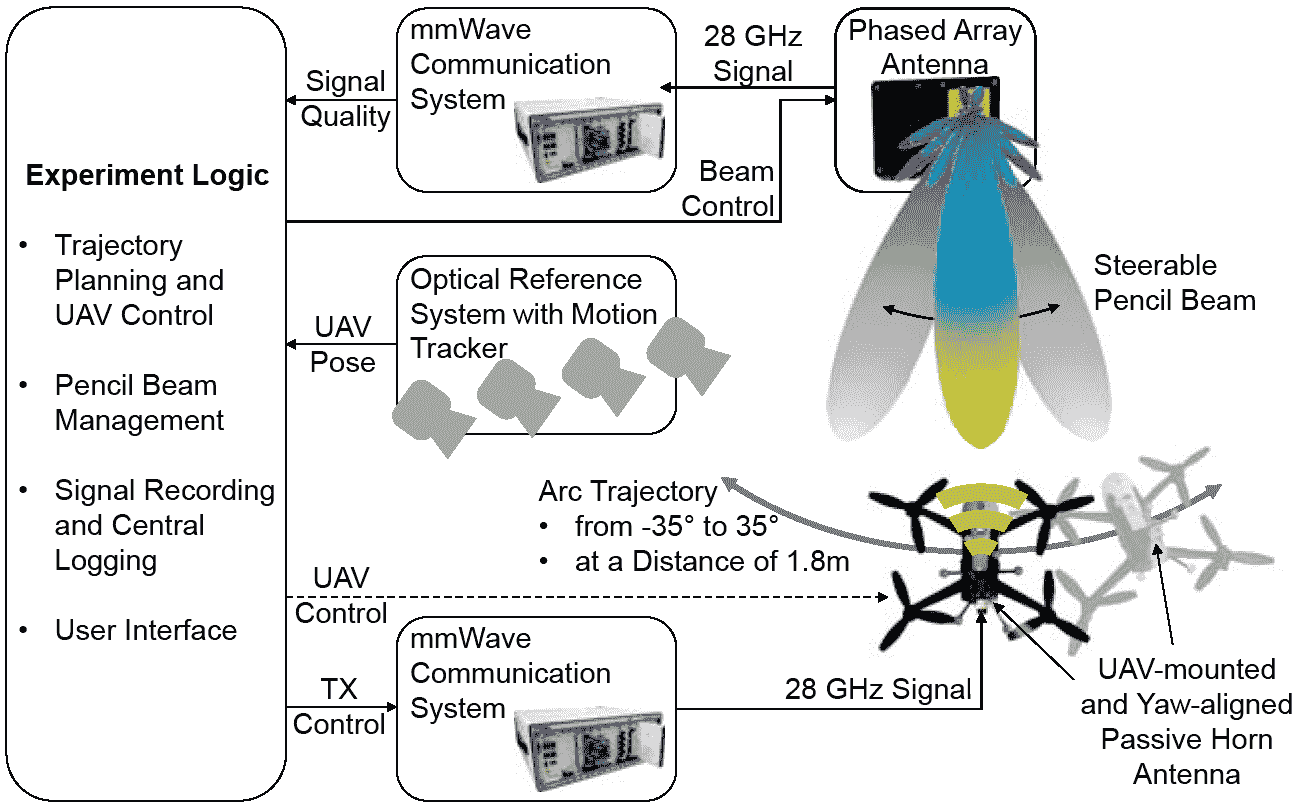 Experiment Logic
• Trajectory
Planning and
UAV Control
• Pencil Beam
Management
• Signal Recording
and Central
Logging
• User Interface
Signal
Quality
mmWave
Communication
System
28 GHz
Signal
Phased Array
Antenna
Beam
Control
Steerable
Pencil Beam
UAV
Pose
Optical Reference
System with Motion
Tracker
Arc Trajectory
• from -35° to 35°
• at a Distance of 1.8m
UAV
Control
TX
Control
mmWave
Communication
System
28 GHz Signal
UAV-mounted
and Yaw-aligned
Passive Horn
Antenna